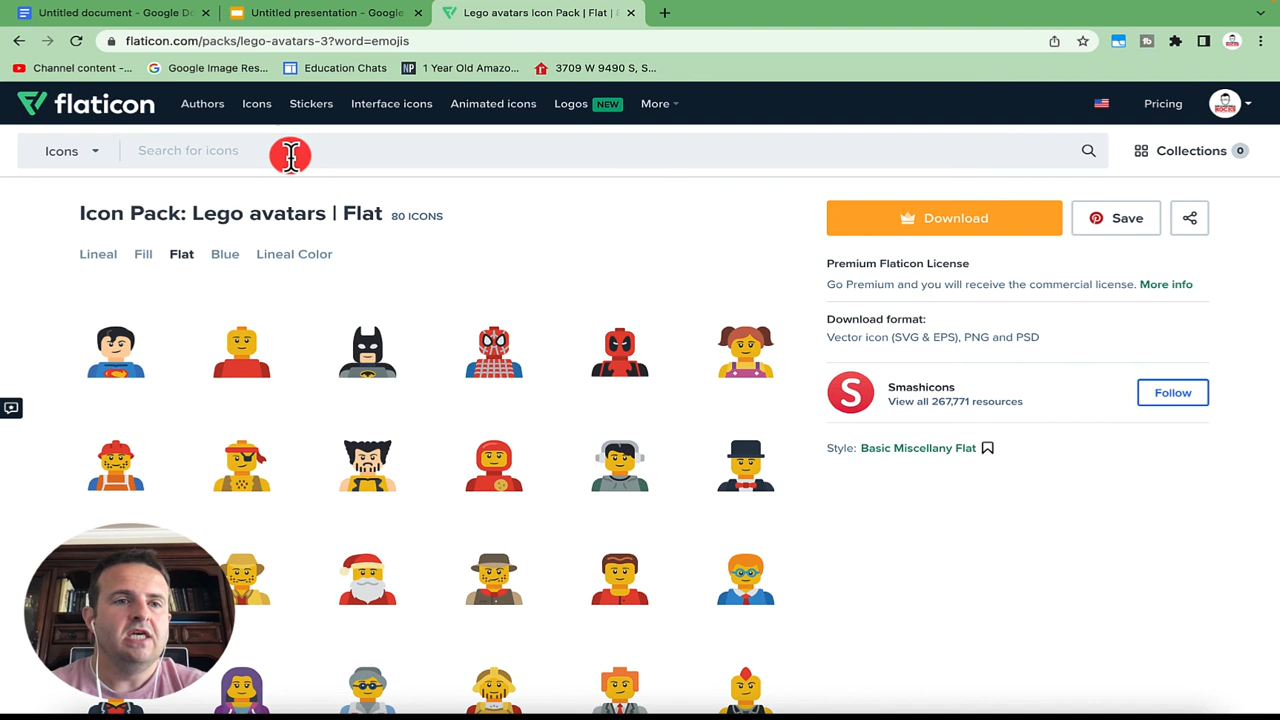 Untitled document - Google Do
Untitled presentation - Google
Lego avatars Icon Pack | Flat |
flaticon.com/packs/lego-avatars-3?word=emojis
Channel content -...
Google Image Res...
Education Chats
NP 1 Year Old Amazo...
3709 W 9490 S, S...
flaticon
Authors
Icons
Stickers
Interface icons
Animated icons
Logos NEW
More
Pricing
Icons
Search for icons
Collections 0
Icon Pack: Lego avatars | Flat 80 ICONS
Lineal
Fill
Flat
Blue
Lineal Color
Download
Save
Premium Flaticon License
Go Premium and you will receive the commercial license. More info
Download format:
Vector icon (SVG & EPS), PNG and PSD
S
Smashicons
View all 267,771 resources
Follow
Style: Basic Miscellany Flat